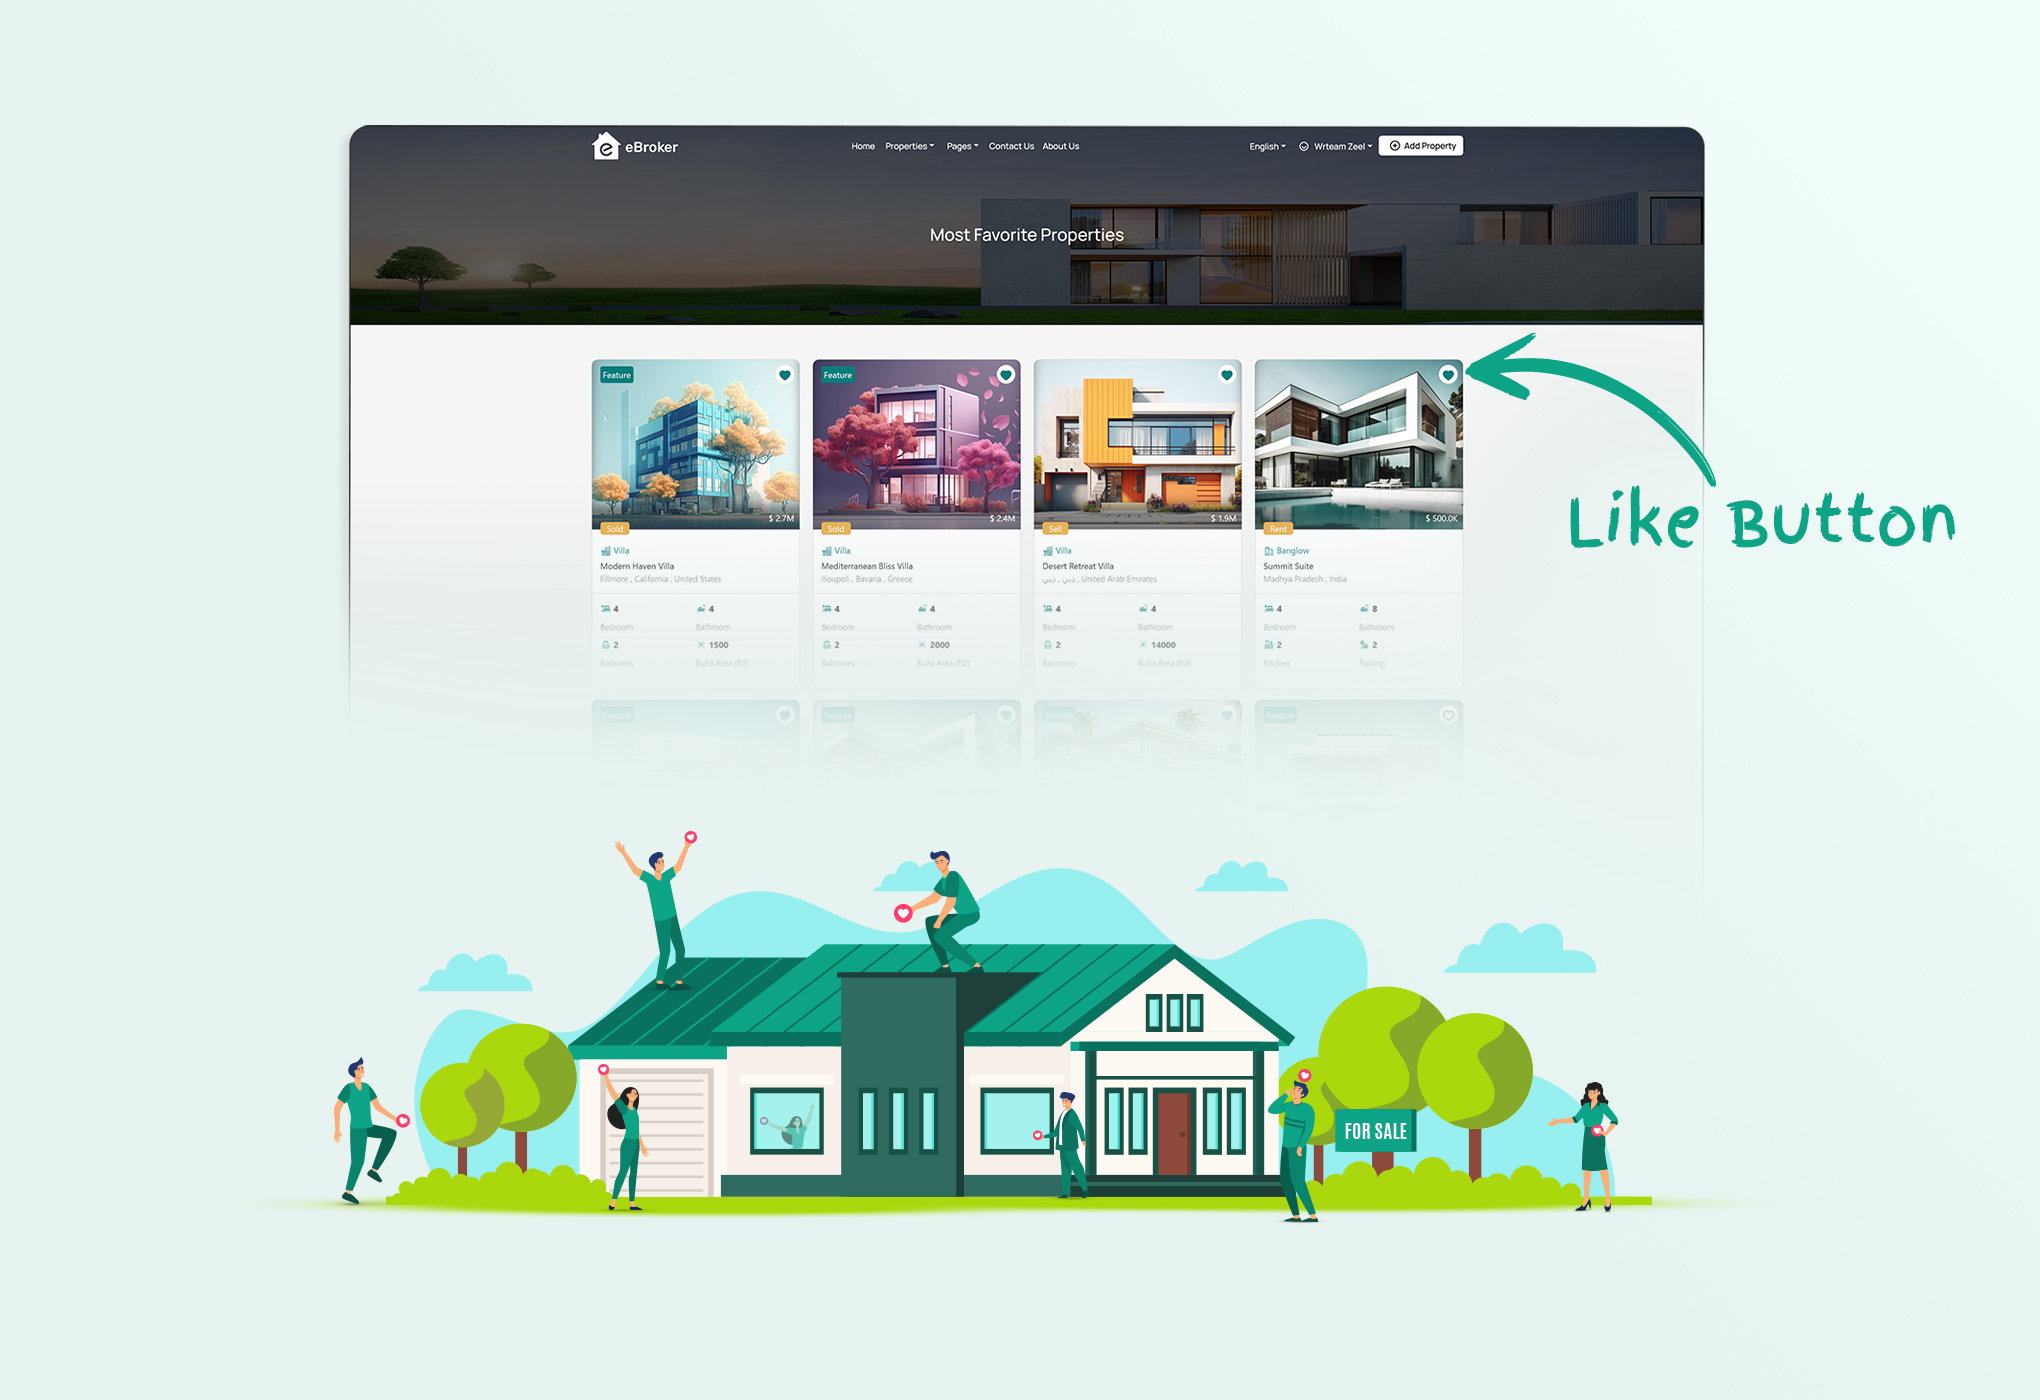 eBroker
Home Properties Pages Contact Us About Us
English Wrteam Zeel Add Property
Most Favorite Properties
Feature Feature
$ 2.7M $ 2.4M $ 1.9M $ 500.0K
Sold Sold Sell Rent
Like Button
Villa Villa Villa Banglow
Modern Haven Villa Mediterranean Bliss Villa Desert Retreat Villa Summit Suite
Fillmore , California , United States Ilioupoli , Bavaria , Greece دبي , دبي , United Arab Emirates Madhya Pradesh , India
4 4 4 4 4 4 4 8
Bedroom Bathroom Bedroom Bathroom Bedroom Bathroom Bedroom Bathroom
2 1500 2 2000 2 14000 2 2
Balconies Build Area (ft2) Balconies Build Area (ft2) Balconies Build Area (ft2) Kitchen Parking
Feature Feature Feature Feature
FOR SALE